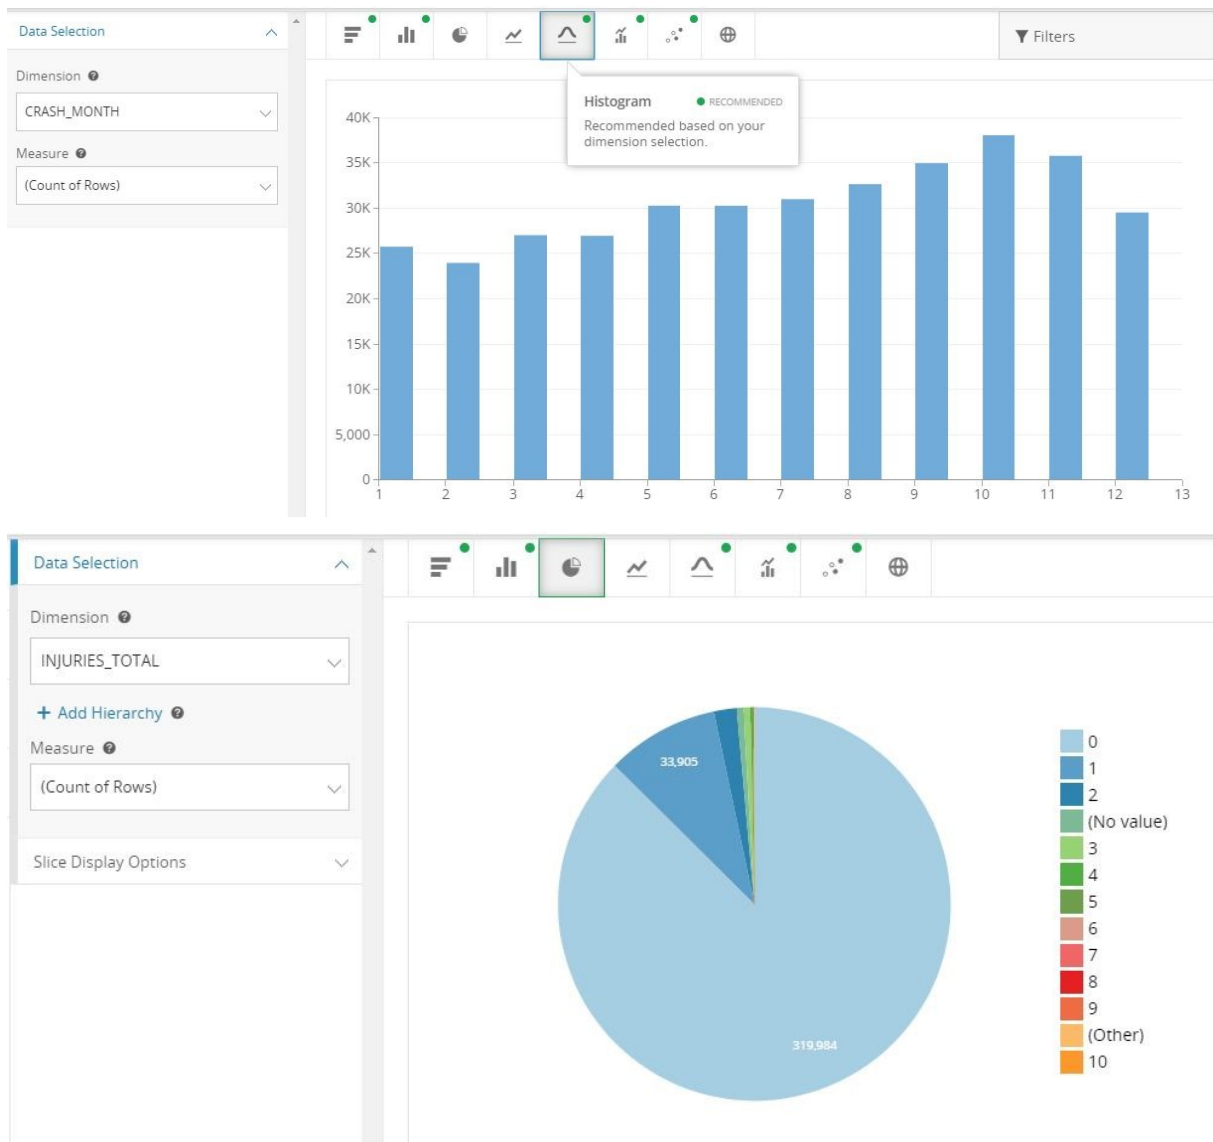 Data Selection
Filters
Dimension
CRASH_MONTH
Measure
(Count of Rows)
Histogram RECOMMENDED
Recommended based on your
dimension selection.
40K
35K
30K
25K
20K
15K
10K
5,000
0
1 2 3 4 5 6 7 8 9 10 11 12 13
Data Selection
Dimension
INJURIES_TOTAL
+ Add Hierarchy
Measure
(Count of Rows)
Slice Display Options
33,905
319,984
0
1
2
(No value)
3
4
5
6
7
8
9
(Other)
10